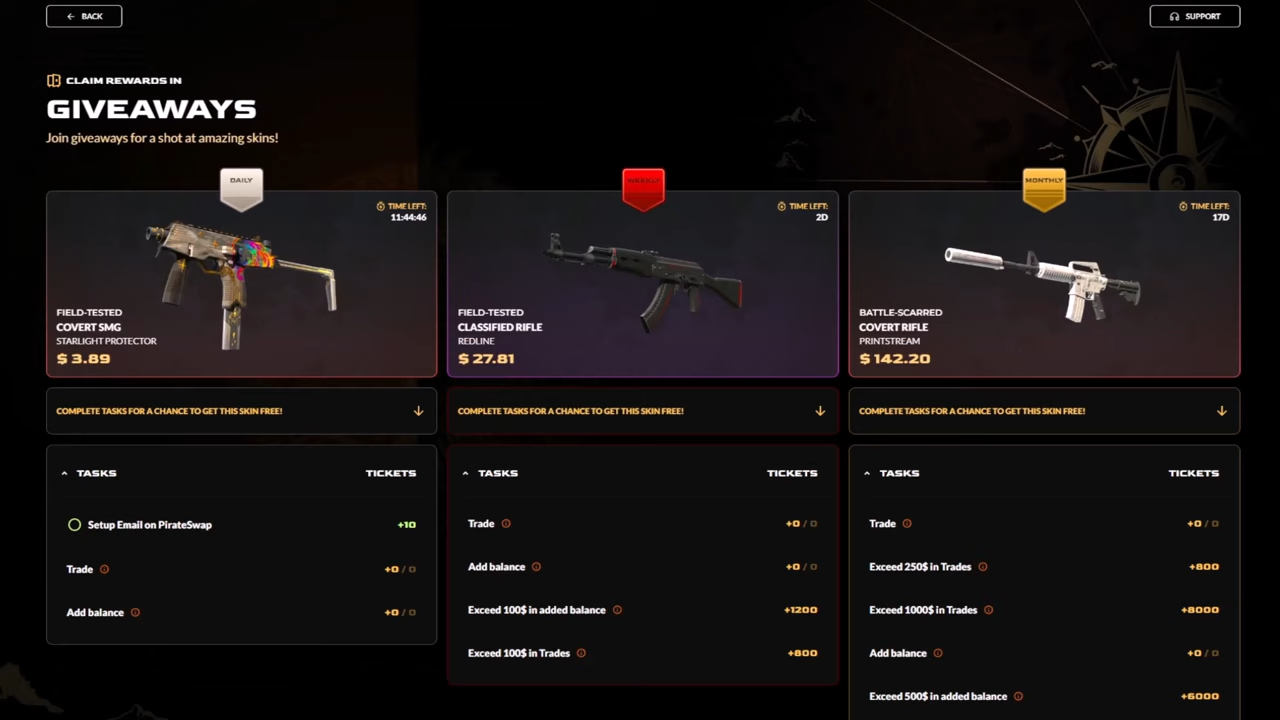 BACK
SUPPORT
CLAIM REWARDS IN
GIVEAWAYS
Join giveaways for a shot at amazing skins!
DAILY
TIME LEFT:
11:44:46
FIELD-TESTED
COVERT SMG
STARLIGHT PROTECTOR
$ 3.89
WEEKLY
TIME LEFT:
2D
FIELD-TESTED
CLASSIFIED RIFLE
REDLINE
$ 27.81
MONTHLY
TIME LEFT:
17D
BATTLE-SCARRED
COVERT RIFLE
PRINTSTREAM
$ 142.20
COMPLETE TASKS FOR A CHANCE TO GET THIS SKIN FREE!
COMPLETE TASKS FOR A CHANCE TO GET THIS SKIN FREE!
COMPLETE TASKS FOR A CHANCE TO GET THIS SKIN FREE!
TASKS TICKETS
Setup Email on PirateSwap +10
Trade +0 / 0
Add balance +0 / 0
TASKS TICKETS
Trade +0 / 0
Add balance +0 / 0
Exceed 100$ in added balance +1200
Exceed 100$ in Trades +800
TASKS TICKETS
Trade +0 / 0
Exceed 250$ in Trades +800
Exceed 1000$ in Trades +8000
Add balance +0 / 0
Exceed 500$ in added balance +6000